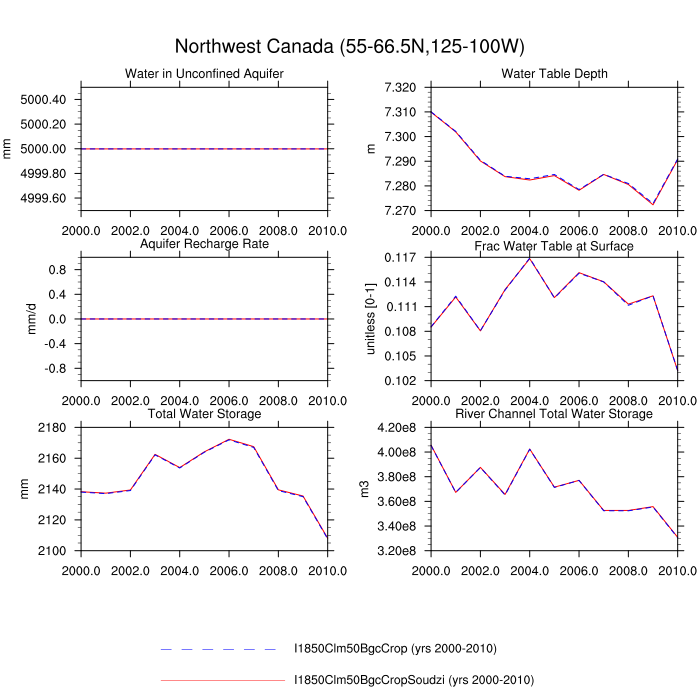 Northwest Canada (55-66.5N,125-100W)
Water in Unconfined Aquifer
5000.40
5000.20
5000.00
4999.80
4999.60
mm
2000.0 2002.0 2004.0 2006.0 2008.0 2010.0
Water Table Depth
7.320
7.310
7.300
7.290
7.280
7.270
m
2000.0 2002.0 2004.0 2006.0 2008.0 2010.0
Aquifer Recharge Rate
0.8
0.4
0.0
-0.4
-0.8
mm/d
2000.0 2002.0 2004.0 2006.0 2008.0 2010.0
Frac Water Table at Surface
0.117
0.114
0.111
0.108
0.105
0.102
unitless [0-1]
2000.0 2002.0 2004.0 2006.0 2008.0 2010.0
Total Water Storage
2180
2160
2140
2120
2100
mm
2000.0 2002.0 2004.0 2006.0 2008.0 2010.0
River Channel Total Water Storage
4.20e8
4.00e8
3.80e8
3.60e8
3.40e8
3.20e8
m3
2000.0 2002.0 2004.0 2006.0 2008.0 2010.0
I1850Clm50BgcCrop (yrs 2000-2010)
I1850Clm50BgcCropSoudzi (yrs 2000-2010)